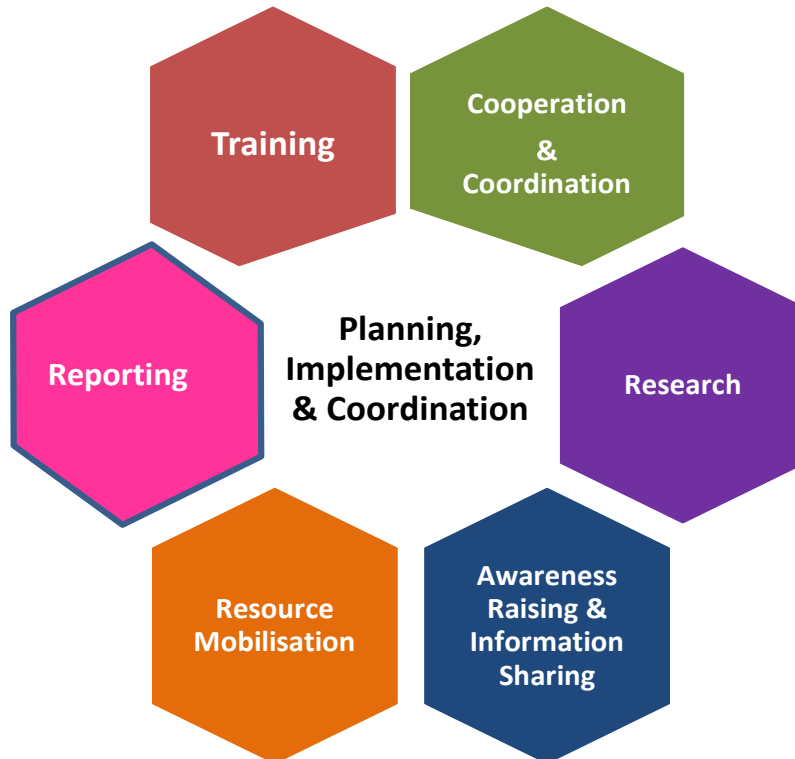 Training
Cooperation
&
Coordination
Reporting
Planning,
Implementation
& Coordination
Research
Resource
Mobilisation
Awareness
Raising &
Information
Sharing